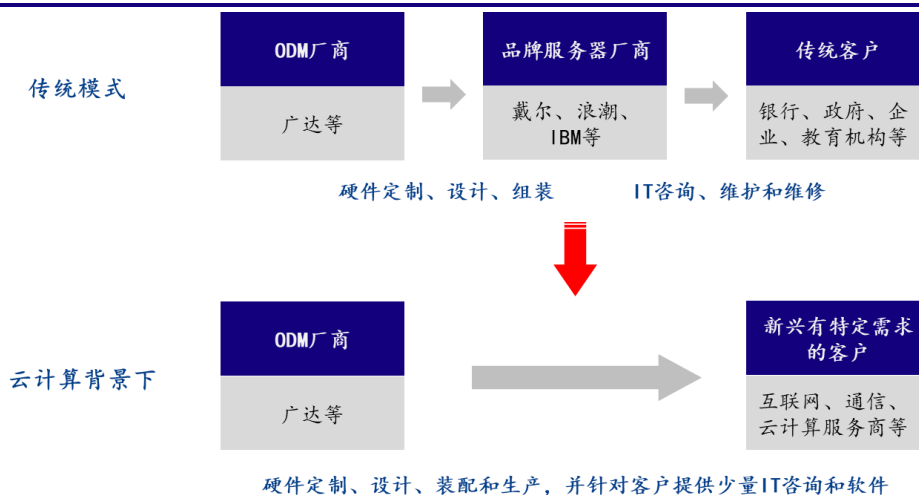 ODM厂商
品牌服务器厂商
传统客户
传统模式
广达等
戴尔、浪潮、
IBM等
银行、政府、企
业、教育机构等
硬件定制、设计、组装
IT咨询、维护和维修
ODM厂商
新兴有特定需求
的客户
云计算背景下
广达等
互联网、通信、
云计算服务商等
硬件定制、设计、装配和生产，并针对客户提供少量IT咨询和软件